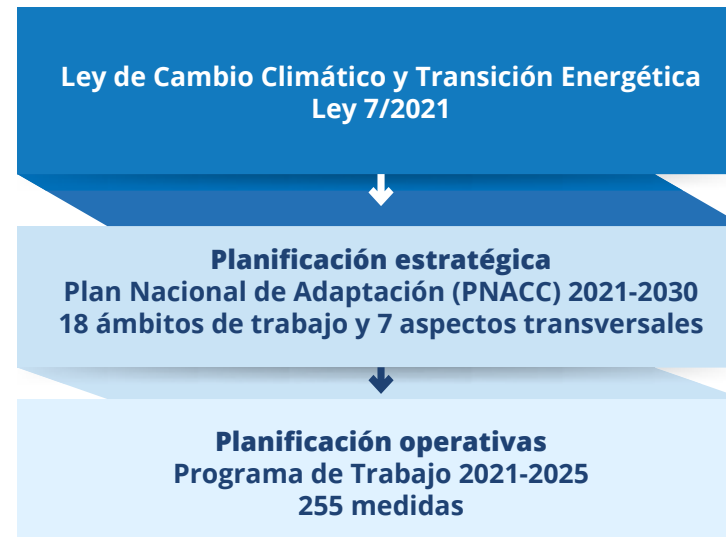 Ley de Cambio Climático y Transición Energética
Ley 7/2021
Planificación estratégica
Plan Nacional de Adaptación (PNACC) 2021-2030
18 ámbitos de trabajo y 7 aspectos transversales
Planificación operativas
Programa de Trabajo 2021-2025
255 medidas